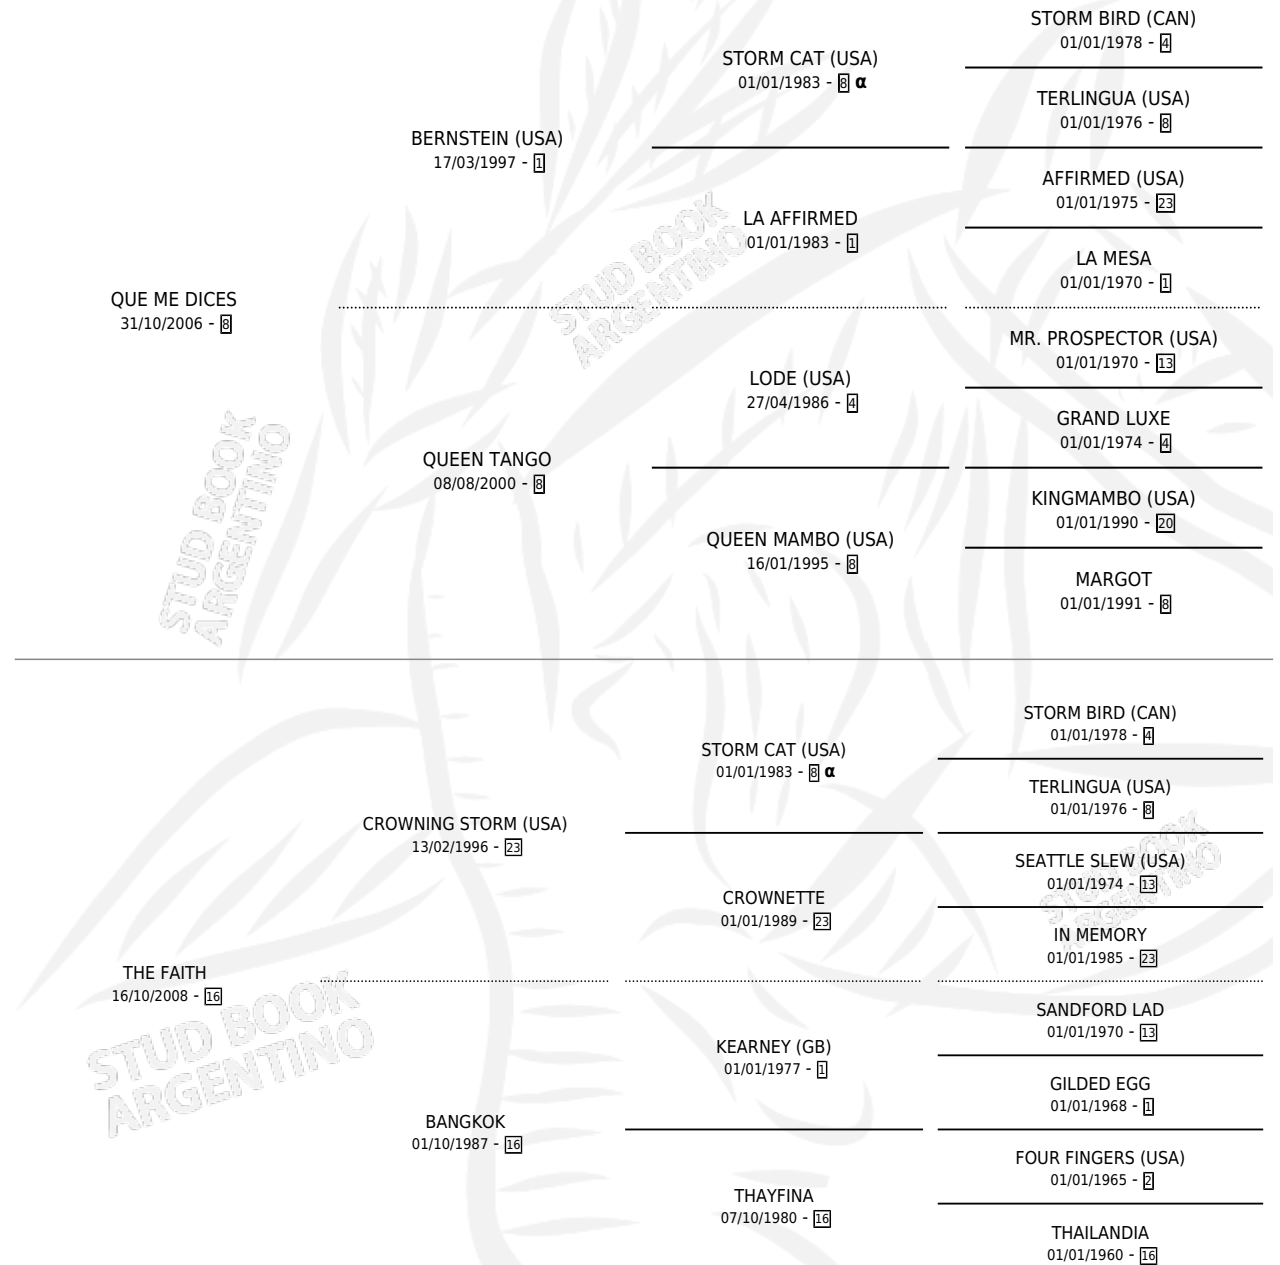 STORM BIRD (CAN)
01/01/1978 - 4
STORM CAT (USA)
01/01/1983 - 8 α
TERLINGUA (USA)
01/01/1976 - 8
BERNSTEIN (USA)
17/03/1997 - 1
AFFIRMED (USA)
01/01/1975 - 23
LA AFFIRMED
01/01/1983 - 1
LA MESA
01/01/1970 - 1
QUE ME DICES
31/10/2006 - 8
MR. PROSPECTOR (USA)
01/01/1970 - 13
LODE (USA)
27/04/1986 - 4
GRAND LUXE
01/01/1974 - 4
QUEEN TANGO
08/08/2000 - 8
KINGMAMBO (USA)
01/01/1990 - 20
QUEEN MAMBO (USA)
16/01/1995 - 8
MARGOT
01/01/1991 - 8
STORM BIRD (CAN)
01/01/1978 - 4
STORM CAT (USA)
01/01/1983 - 8 α
TERLINGUA (USA)
01/01/1976 - 8
CROWNING STORM (USA)
13/02/1996 - 23
SEATTLE SLEW (USA)
01/01/1974 - 13
CROWNETTE
01/01/1989 - 23
IN MEMORY
01/01/1985 - 23
THE FAITH
16/10/2008 - 16
SANDFORD LAD
01/01/1970 - 13
KEARNEY (GB)
01/01/1977 - 1
GILDED EGG
01/01/1968 - 1
BANGKOK
01/10/1987 - 16
FOUR FINGERS (USA)
01/01/1965 - 2
THAYFINA
07/10/1980 - 16
THAILANDIA
01/01/1960 - 16
STUD BOOK
ARGENTINO
STUD BOOK
ARGENTINO
STUD BOOK
ARGENTINO
STUD BOOK
ARGENTINO